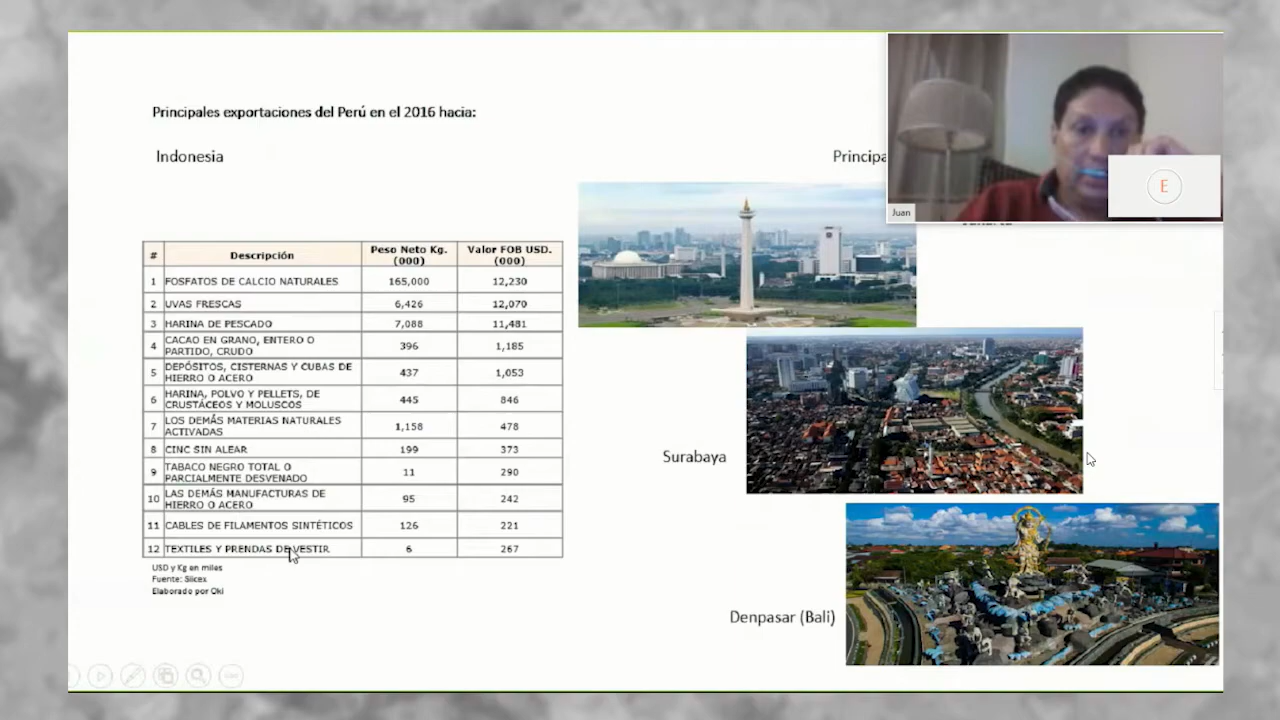 Principales exportaciones del Perú en el 2016 hacia:
Indonesia
Principa
Juan
E
# Descripción Peso Neto Kg. (000) Valor FOB USD. (000)
1 FOSFATOS DE CALCIO NATURALES 165,000 12,230
2 UVAS FRESCAS 6,426 12,070
3 HARINA DE PESCADO 7,088 11,481
4 CACAO EN GRANO, ENTERO O PARTIDO, CRUDO 396 1,185
5 DEPÓSITOS, CISTERNAS Y CUBAS DE HIERRO O ACERO 437 1,053
6 HARINA, POLVO Y PELLETS, DE CRUSTÁCEOS Y MOLUSCOS 445 846
7 LOS DEMÁS MATERIAS NATURALES ACTIVADAS 1,158 478
8 CINC SIN ALEAR 199 373
9 TABACO NEGRO TOTAL O PARCIALMENTE DESVENADO 11 290
10 LAS DEMÁS MANUFACTURAS DE HIERRO O ACERO 95 242
11 CABLES DE FILAMENTOS SINTÉTICOS 126 221
12 TEXTILES Y PRENDAS DE VESTIR 6 267
USD y Kg en miles
Fuente: Siicex
Elaborado por Oki
Surabaya
Denpasar (Bali)